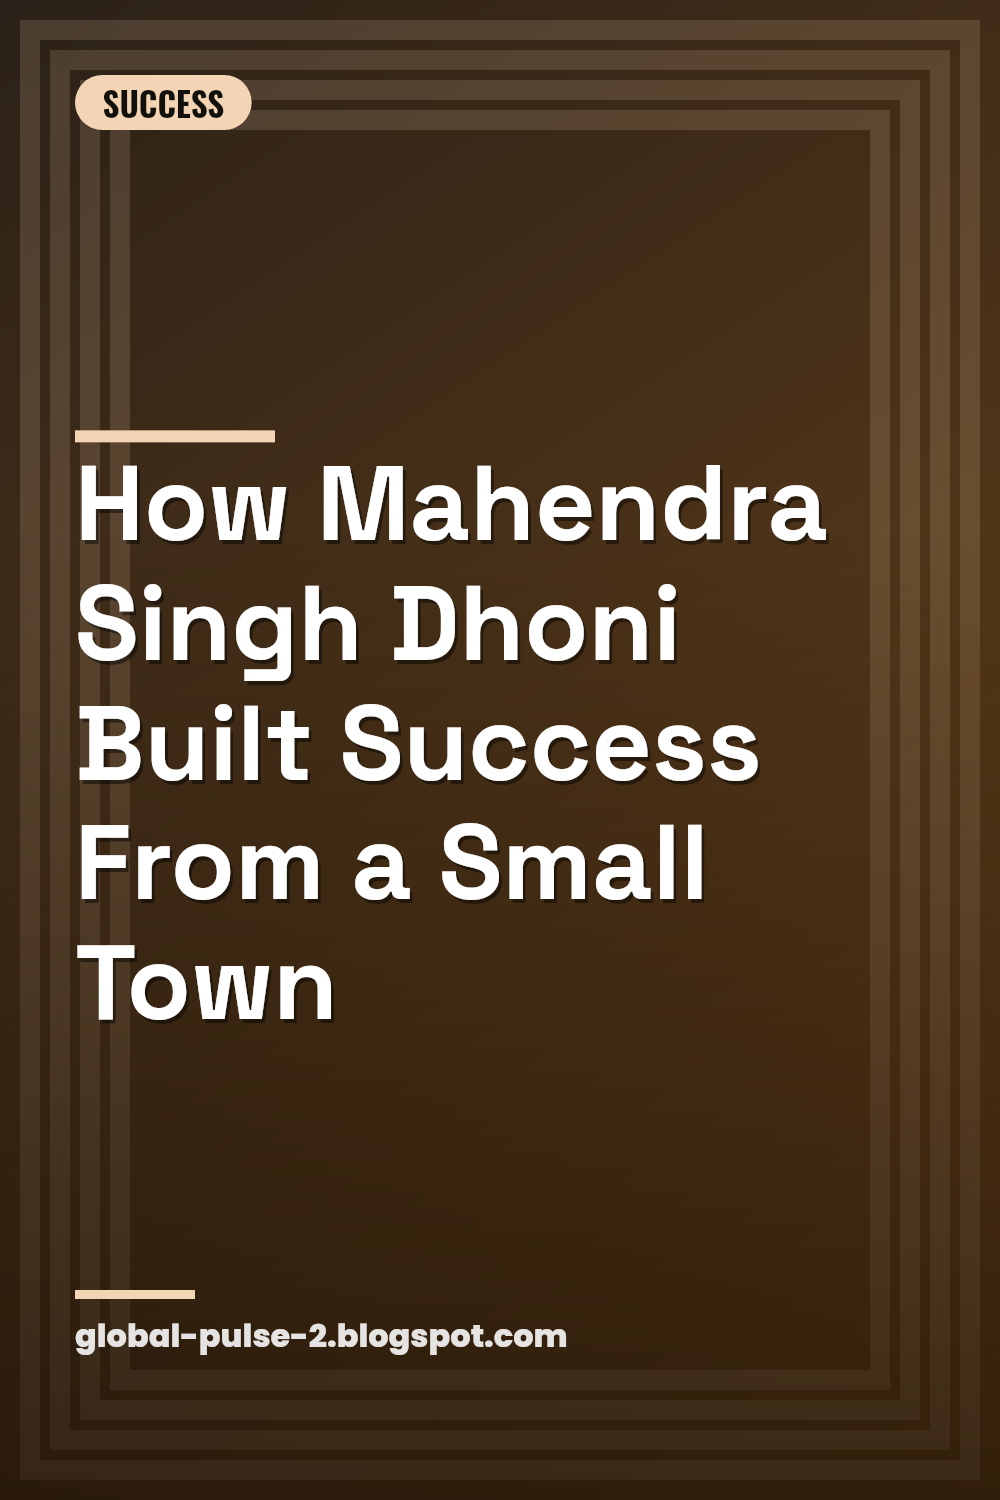 SUCCESS
How Mahendra
Singh Dhoni
Built Success
From a Small
Town
global-pulse-2.blogspot.com